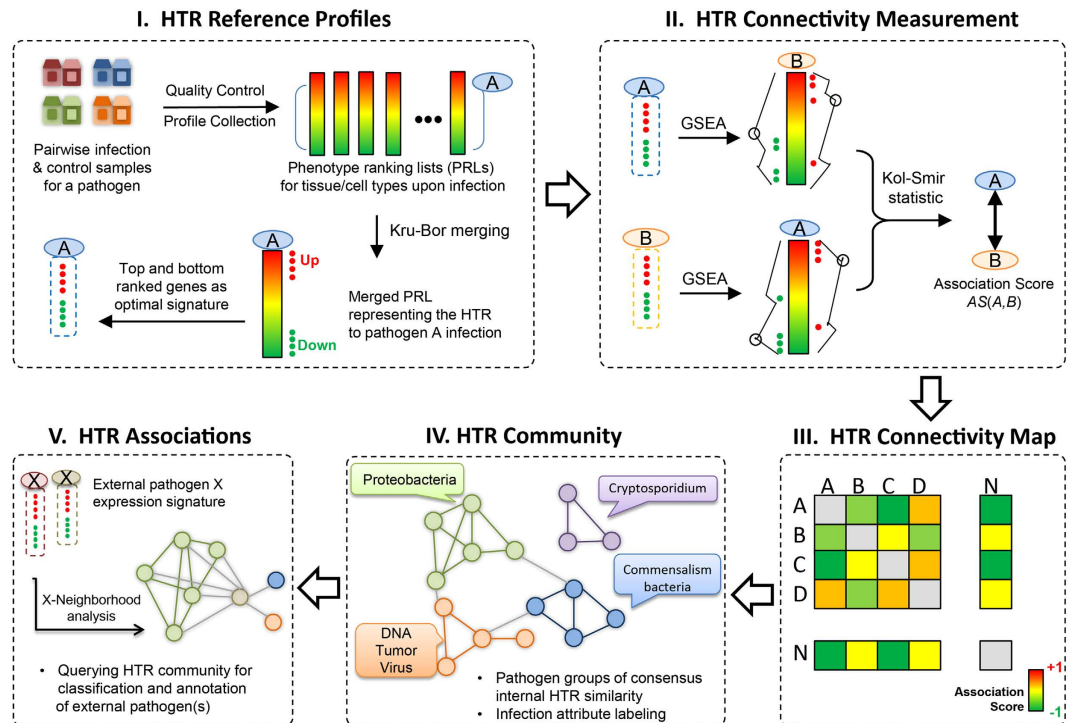 I. HTR Reference Profiles
Pairwise infection
& control samples
for a pathogen
Quality Control
Profile Collection
A
Phenotype ranking lists (PRLs)
for tissue/cell types upon infection
Kru-Bor merging
Merged PRL
representing the HTR
to pathogen A infection
Up
Down
Top and bottom
ranked genes as
optimal signature
A
II. HTR Connectivity Measurement
A
GSEA
B
B
GSEA
A
Kol-Smir
statistic
A
B
Association Score
AS(A,B)
III. HTR Connectivity Map
A B C D N
A
B
C
D
N
+1
Association
Score
-1
IV. HTR Community
Proteobacteria
Cryptosporidium
Commensalism
bacteria
DNA
Tumor
Virus
• Pathogen groups of consensus
internal HTR similarity
• Infection attribute labeling
V. HTR Associations
X X
External pathogen X
expression signature
X-Neighborhood
analysis
• Querying HTR community for
classification and annotation
of external pathogen(s)